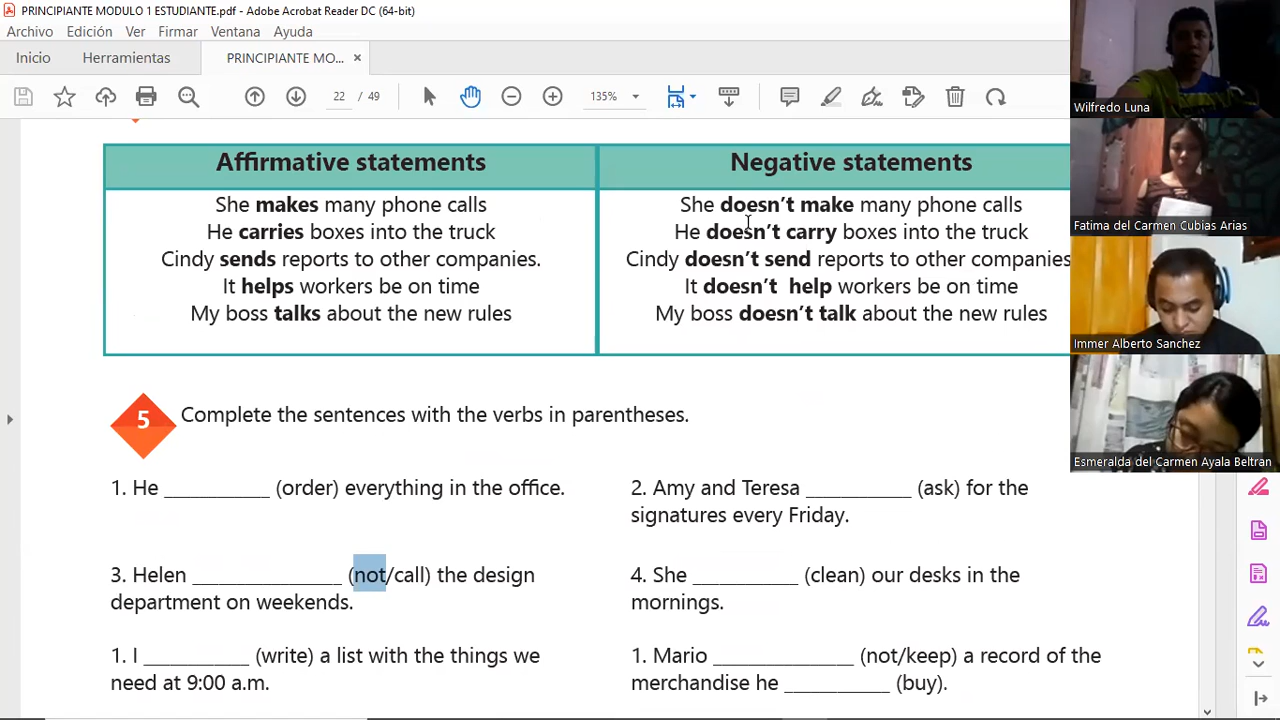 PRINCIPIANTE MODULO 1 ESTUDIANTE.pdf - Adobe Acrobat Reader DC (64-bit)
Archivo Edición Ver Firmar Ventana Ayuda
Inicio Herramientas PRINCIPIANTE MO... ×
22 / 49 135%
Affirmative statements
She makes many phone calls
He carries boxes into the truck
Cindy sends reports to other companies.
It helps workers be on time
My boss talks about the new rules
Negative statements
She doesn't make many phone calls
He doesn't carry boxes into the truck
Cindy doesn't send reports to other companies
It doesn't help workers be on time
My boss doesn't talk about the new rules
5 Complete the sentences with the verbs in parentheses.
1. He ___________ (order) everything in the office.
2. Amy and Teresa ___________ (ask) for the
signatures every Friday.
3. Helen ________________ (not/call) the design
department on weekends.
4. She ___________ (clean) our desks in the
mornings.
1. I ___________ (write) a list with the things we
need at 9:00 a.m.
1. Mario _______________ (not/keep) a record of the
merchandise he ___________ (buy).
Wilfredo Luna
Fatima del Carmen Cubias Arias
Immer Alberto Sanchez
Esmeralda del Carmen Ayala Beltran